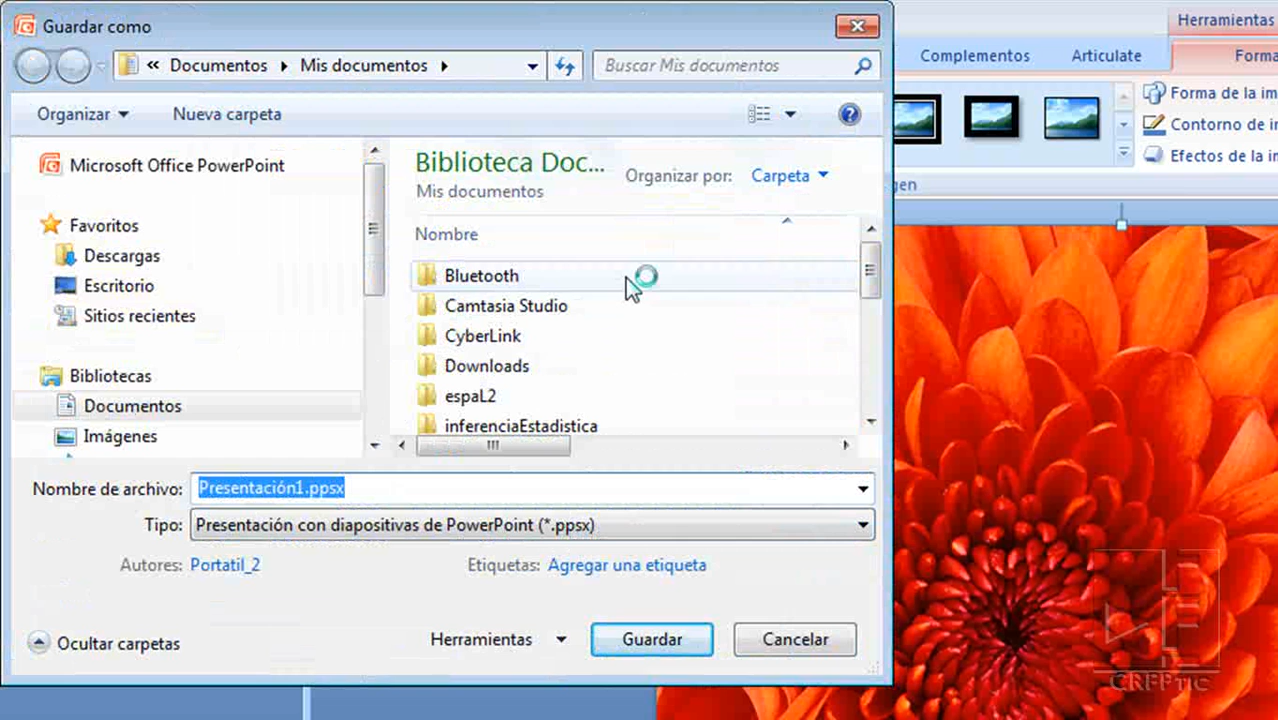 Guardar como
Herramientas
Documentos
Mis documentos
Buscar Mis documentos
Complementos
Articulate
Forma
Organizar
Nueva carpeta
Forma de la im
Contorno de in
Efectos de la im
gen
Microsoft Office PowerPoint
Favoritos
Descargas
Escritorio
Sitios recientes
Bibliotecas
Documentos
Imágenes
Biblioteca Doc...
Mis documentos
Organizar por:
Carpeta
Nombre
Bluetooth
Camtasia Studio
CyberLink
Downloads
espaL2
inferenciaEstadistica
Nombre de archivo:
Presentación1.ppsx
Tipo:
Presentación con diapositivas de PowerPoint (*.ppsx)
Autores:
Portatil_2
Etiquetas:
Agregar una etiqueta
Ocultar carpetas
Herramientas
Guardar
Cancelar
CRFPTIC